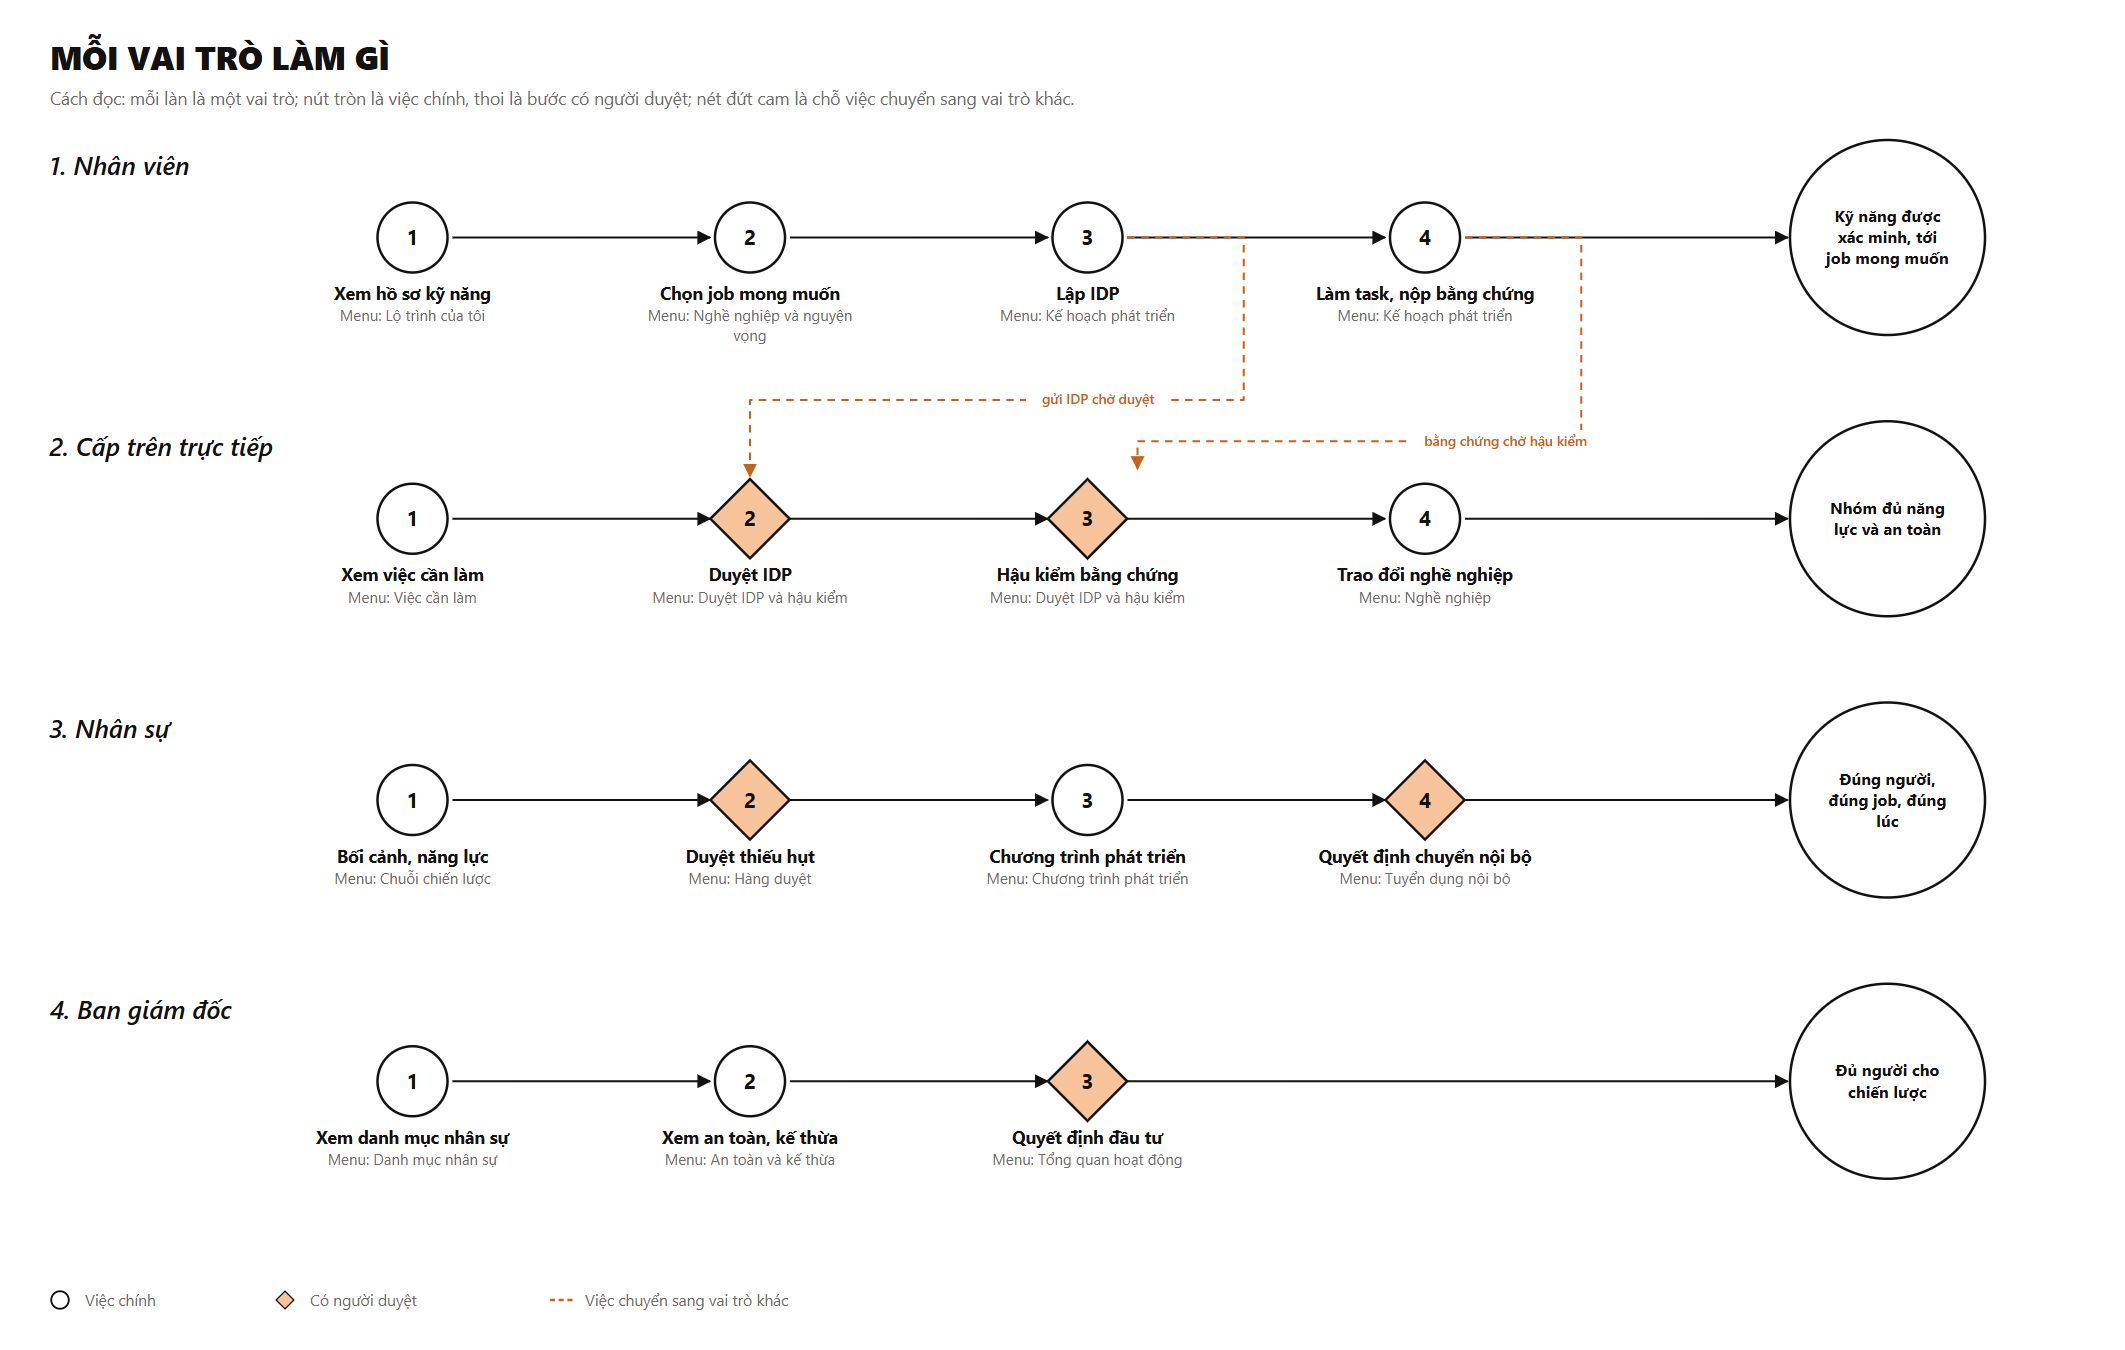 MỖI VAI TRÒ LÀM GÌ
Cách đọc: mỗi làn là một vai trò; nút tròn là việc chính, thoi là bước có người duyệt; nét đứt cam là chỗ việc chuyển sang vai trò khác.
1. Nhân viên
1
2
3
4
Kỹ năng được
xác minh, tới
job mong muốn
Xem hồ sơ kỹ năng
Menu: Lộ trình của tôi
Chọn job mong muốn
Menu: Nghề nghiệp và nguyện
vọng
Lập IDP
Menu: Kế hoạch phát triển
Làm task, nộp bằng chứng
Menu: Kế hoạch phát triển
gửi IDP chờ duyệt
bằng chứng chờ hậu kiểm
2. Cấp trên trực tiếp
1
2
3
4
Nhóm đủ năng
lực và an toàn
Xem việc cần làm
Menu: Việc cần làm
Duyệt IDP
Menu: Duyệt IDP và hậu kiểm
Hậu kiểm bằng chứng
Menu: Duyệt IDP và hậu kiểm
Trao đổi nghề nghiệp
Menu: Nghề nghiệp
3. Nhân sự
1
2
3
4
Đúng người,
đúng job, đúng
lúc
Bối cảnh, năng lực
Menu: Chuỗi chiến lược
Duyệt thiếu hụt
Menu: Hàng duyệt
Chương trình phát triển
Menu: Chương trình phát triển
Quyết định chuyển nội bộ
Menu: Tuyển dụng nội bộ
4. Ban giám đốc
1
2
3
Đủ người cho
chiến lược
Xem danh mục nhân sự
Menu: Danh mục nhân sự
Xem an toàn, kế thừa
Menu: An toàn và kế thừa
Quyết định đầu tư
Menu: Tổng quan hoạt động
Việc chính
Có người duyệt
Việc chuyển sang vai trò khác